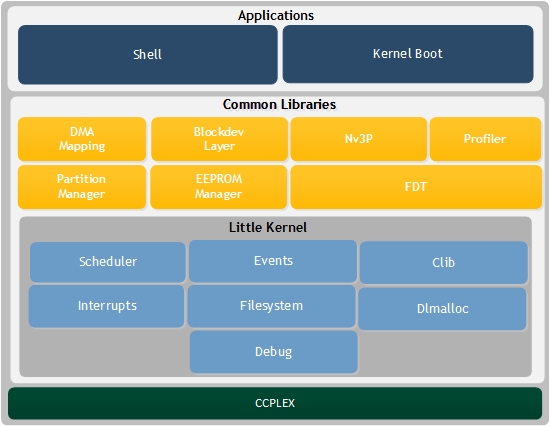 Applications
Shell
Kernel Boot
Common Libraries
DMA
Mapping
Blockdev
Layer
Nv3P
Profiler
Partition
Manager
EEPROM
Manager
FDT
Little Kernel
Scheduler
Events
Clib
Interrupts
Filesystem
Dlmalloc
Debug
CCPLEX